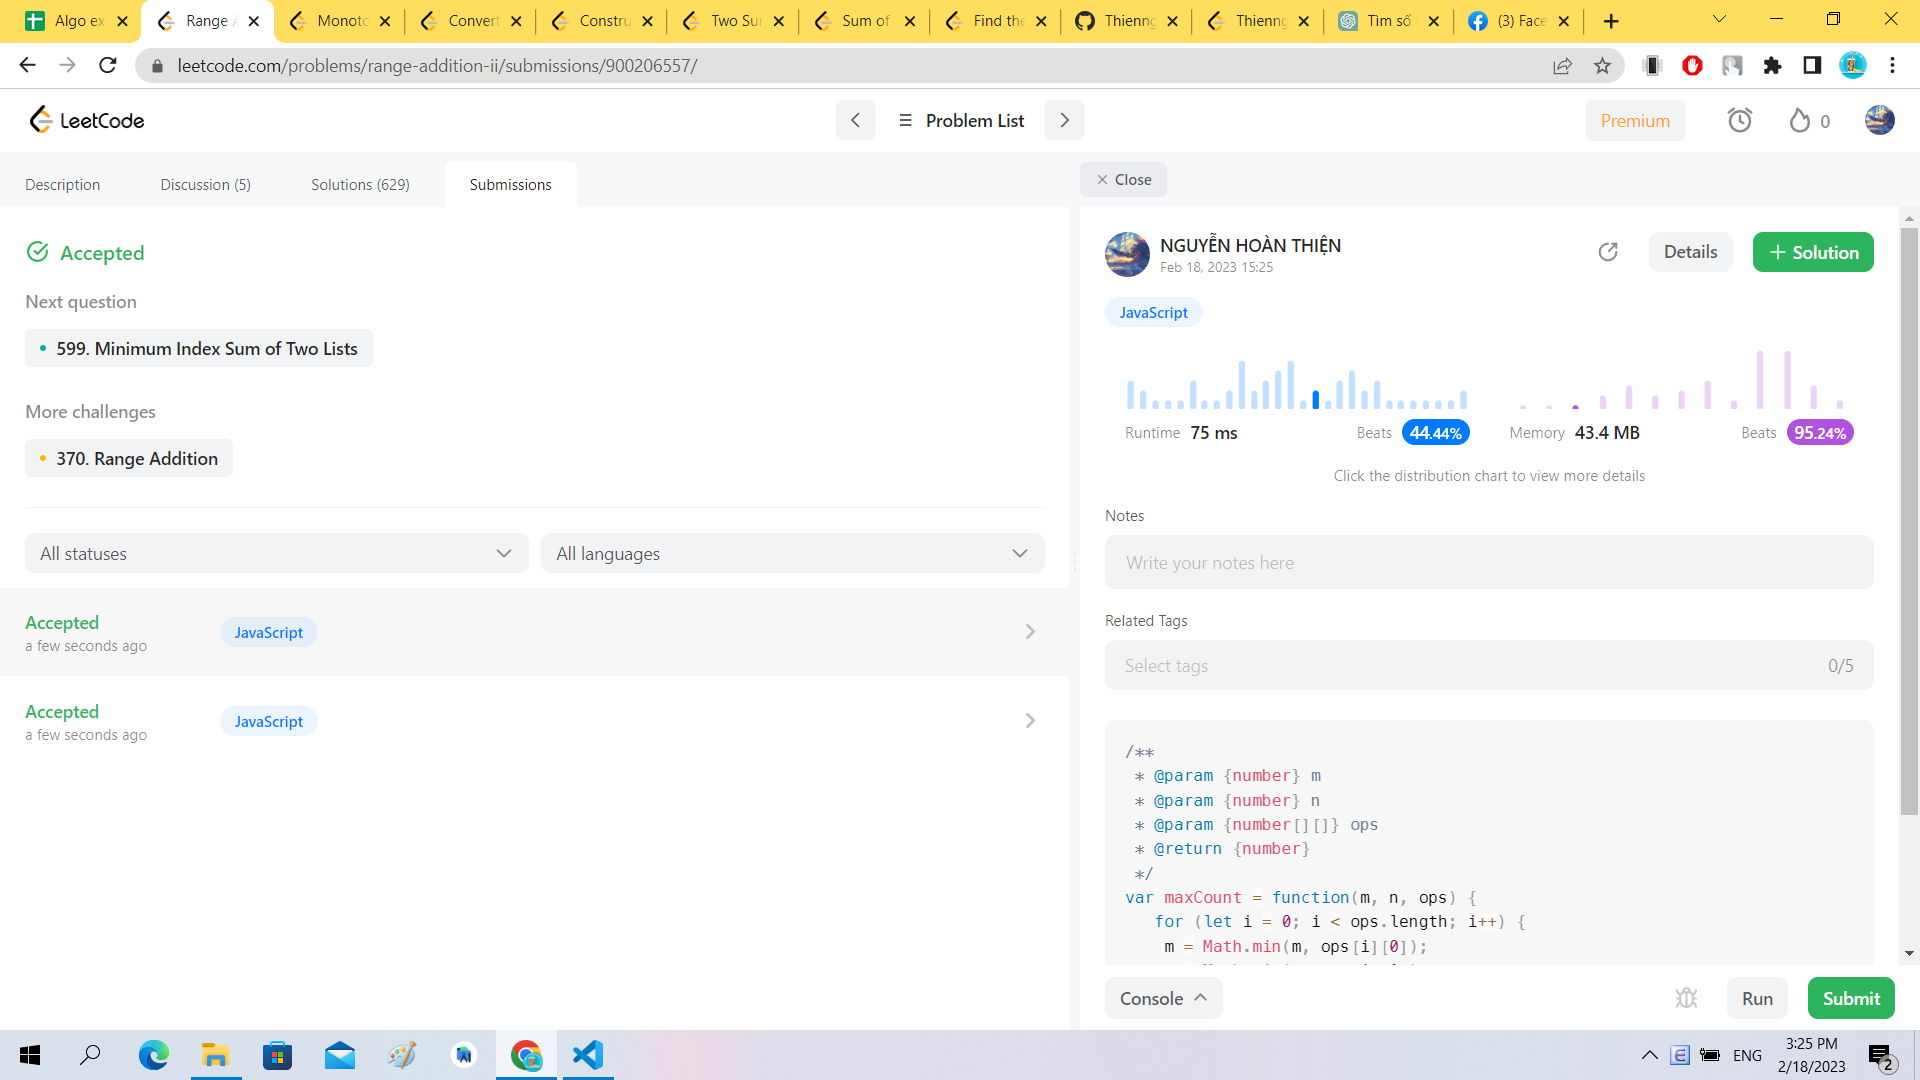 Algo ex
Range A
Monoto
Convert
Constru
Two Sum
Sum of
Find the
Thienng
Thienng
Tìm số
(3) Face
leetcode.com/problems/range-addition-ii/submissions/900206557/
LeetCode
Problem List
Premium
0
Description
Discussion (5)
Solutions (629)
Submissions
Close
Accepted
Next question
599. Minimum Index Sum of Two Lists
More challenges
370. Range Addition
All statuses
All languages
Accepted
a few seconds ago
JavaScript
Accepted
a few seconds ago
JavaScript
NGUYỄN HOÀN THIỆN
Feb 18, 2023 15:25
Details
Solution
JavaScript
Runtime 75 ms
Beats 44.44%
Memory 43.4 MB
Beats 95.24%
Click the distribution chart to view more details
Notes
Write your notes here
Related Tags
Select tags
0/5
/**
* @param {number} m
* @param {number} n
* @param {number[][]} ops
* @return {number}
*/
var maxCount = function(m, n, ops) {
for (let i = 0; i < ops.length; i++) {
m = Math.min(m, ops[i][0]);
Console
Run
Submit
ENG
3:25 PM
2/18/2023
2